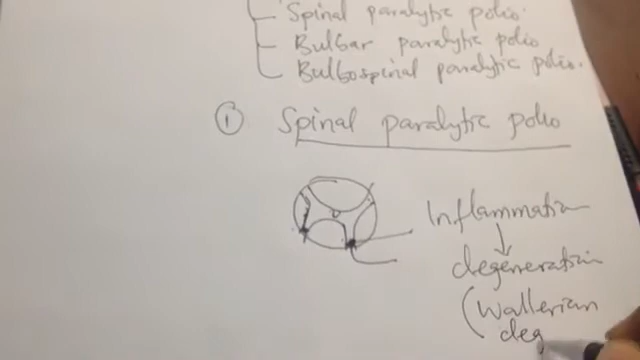 Spinal paralytic polio.
Bulbar paralytic polio
Bulbospinal paralytic polio.
① Spinal paralytic polio
Inflammation
↓
degeneration
(Wallerian
deg